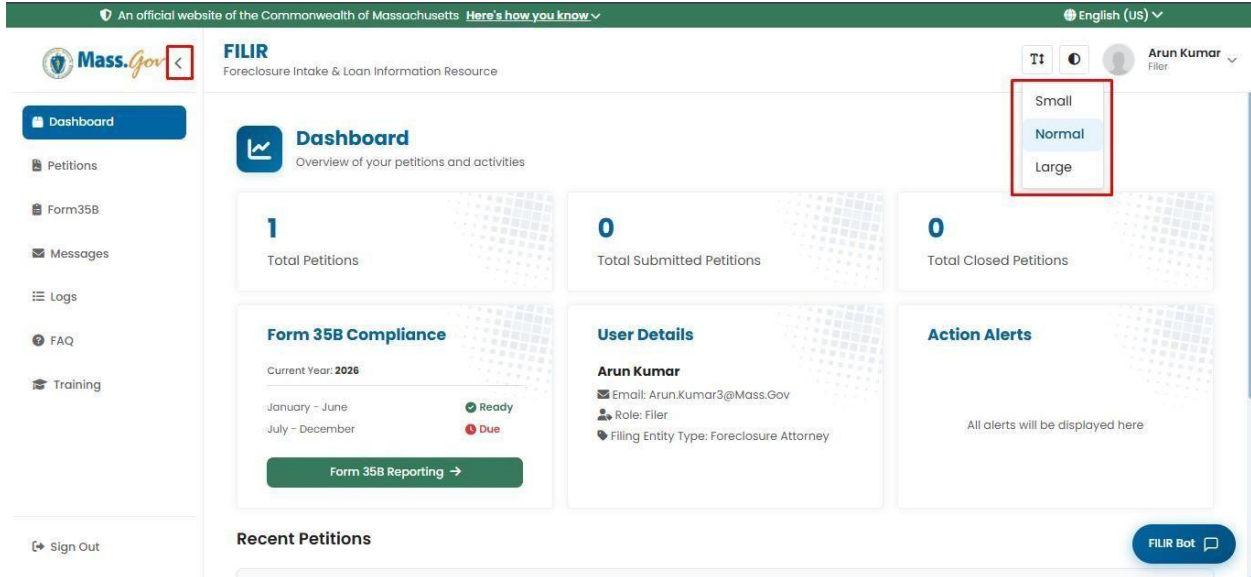 An official website of the Commonwealth of Massachusetts Here's how you know
English (US)
Mass.Gov
FILIR
Foreclosure Intake & Loan Information Resource
Arun Kumar
Filer
Small
Normal
Large
Dashboard
Petitions
Form35B
Messages
Logs
FAQ
Training
Sign Out
Dashboard
Overview of your petitions and activities
1
Total Petitions
0
Total Submitted Petitions
0
Total Closed Petitions
Form 35B Compliance
Current Year: 2026
January - June Ready
July - December Due
Form 35B Reporting →
User Details
Arun Kumar
Email: Arun.Kumar3@Mass.Gov
Role: Filer
Filing Entity Type: Foreclosure Attorney
Action Alerts
All alerts will be displayed here
Recent Petitions
FILIR Bot